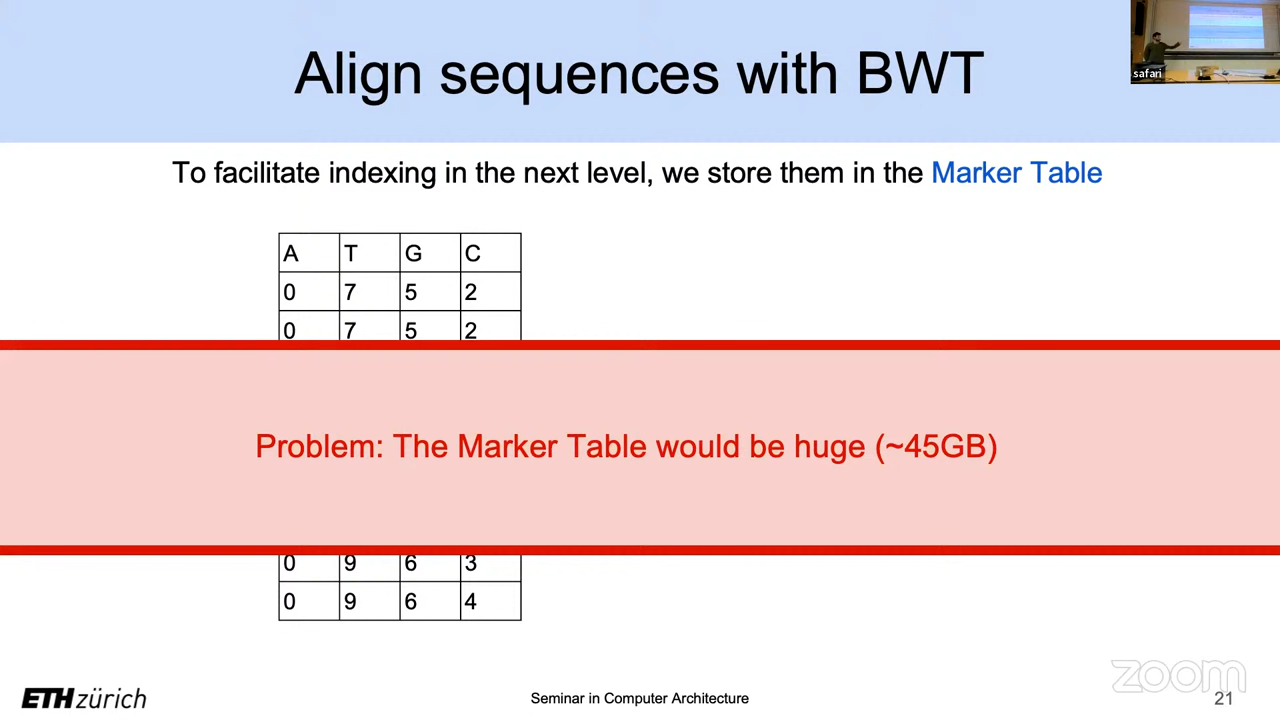 Align sequences with BWT
safari
To facilitate indexing in the next level, we store them in the Marker Table
A T G C
0 7 5 2
0 7 5 2
Problem: The Marker Table would be huge (~45GB)
0 9 6 3
0 9 6 4
ETH zürich
Seminar in Computer Architecture
zoom
21